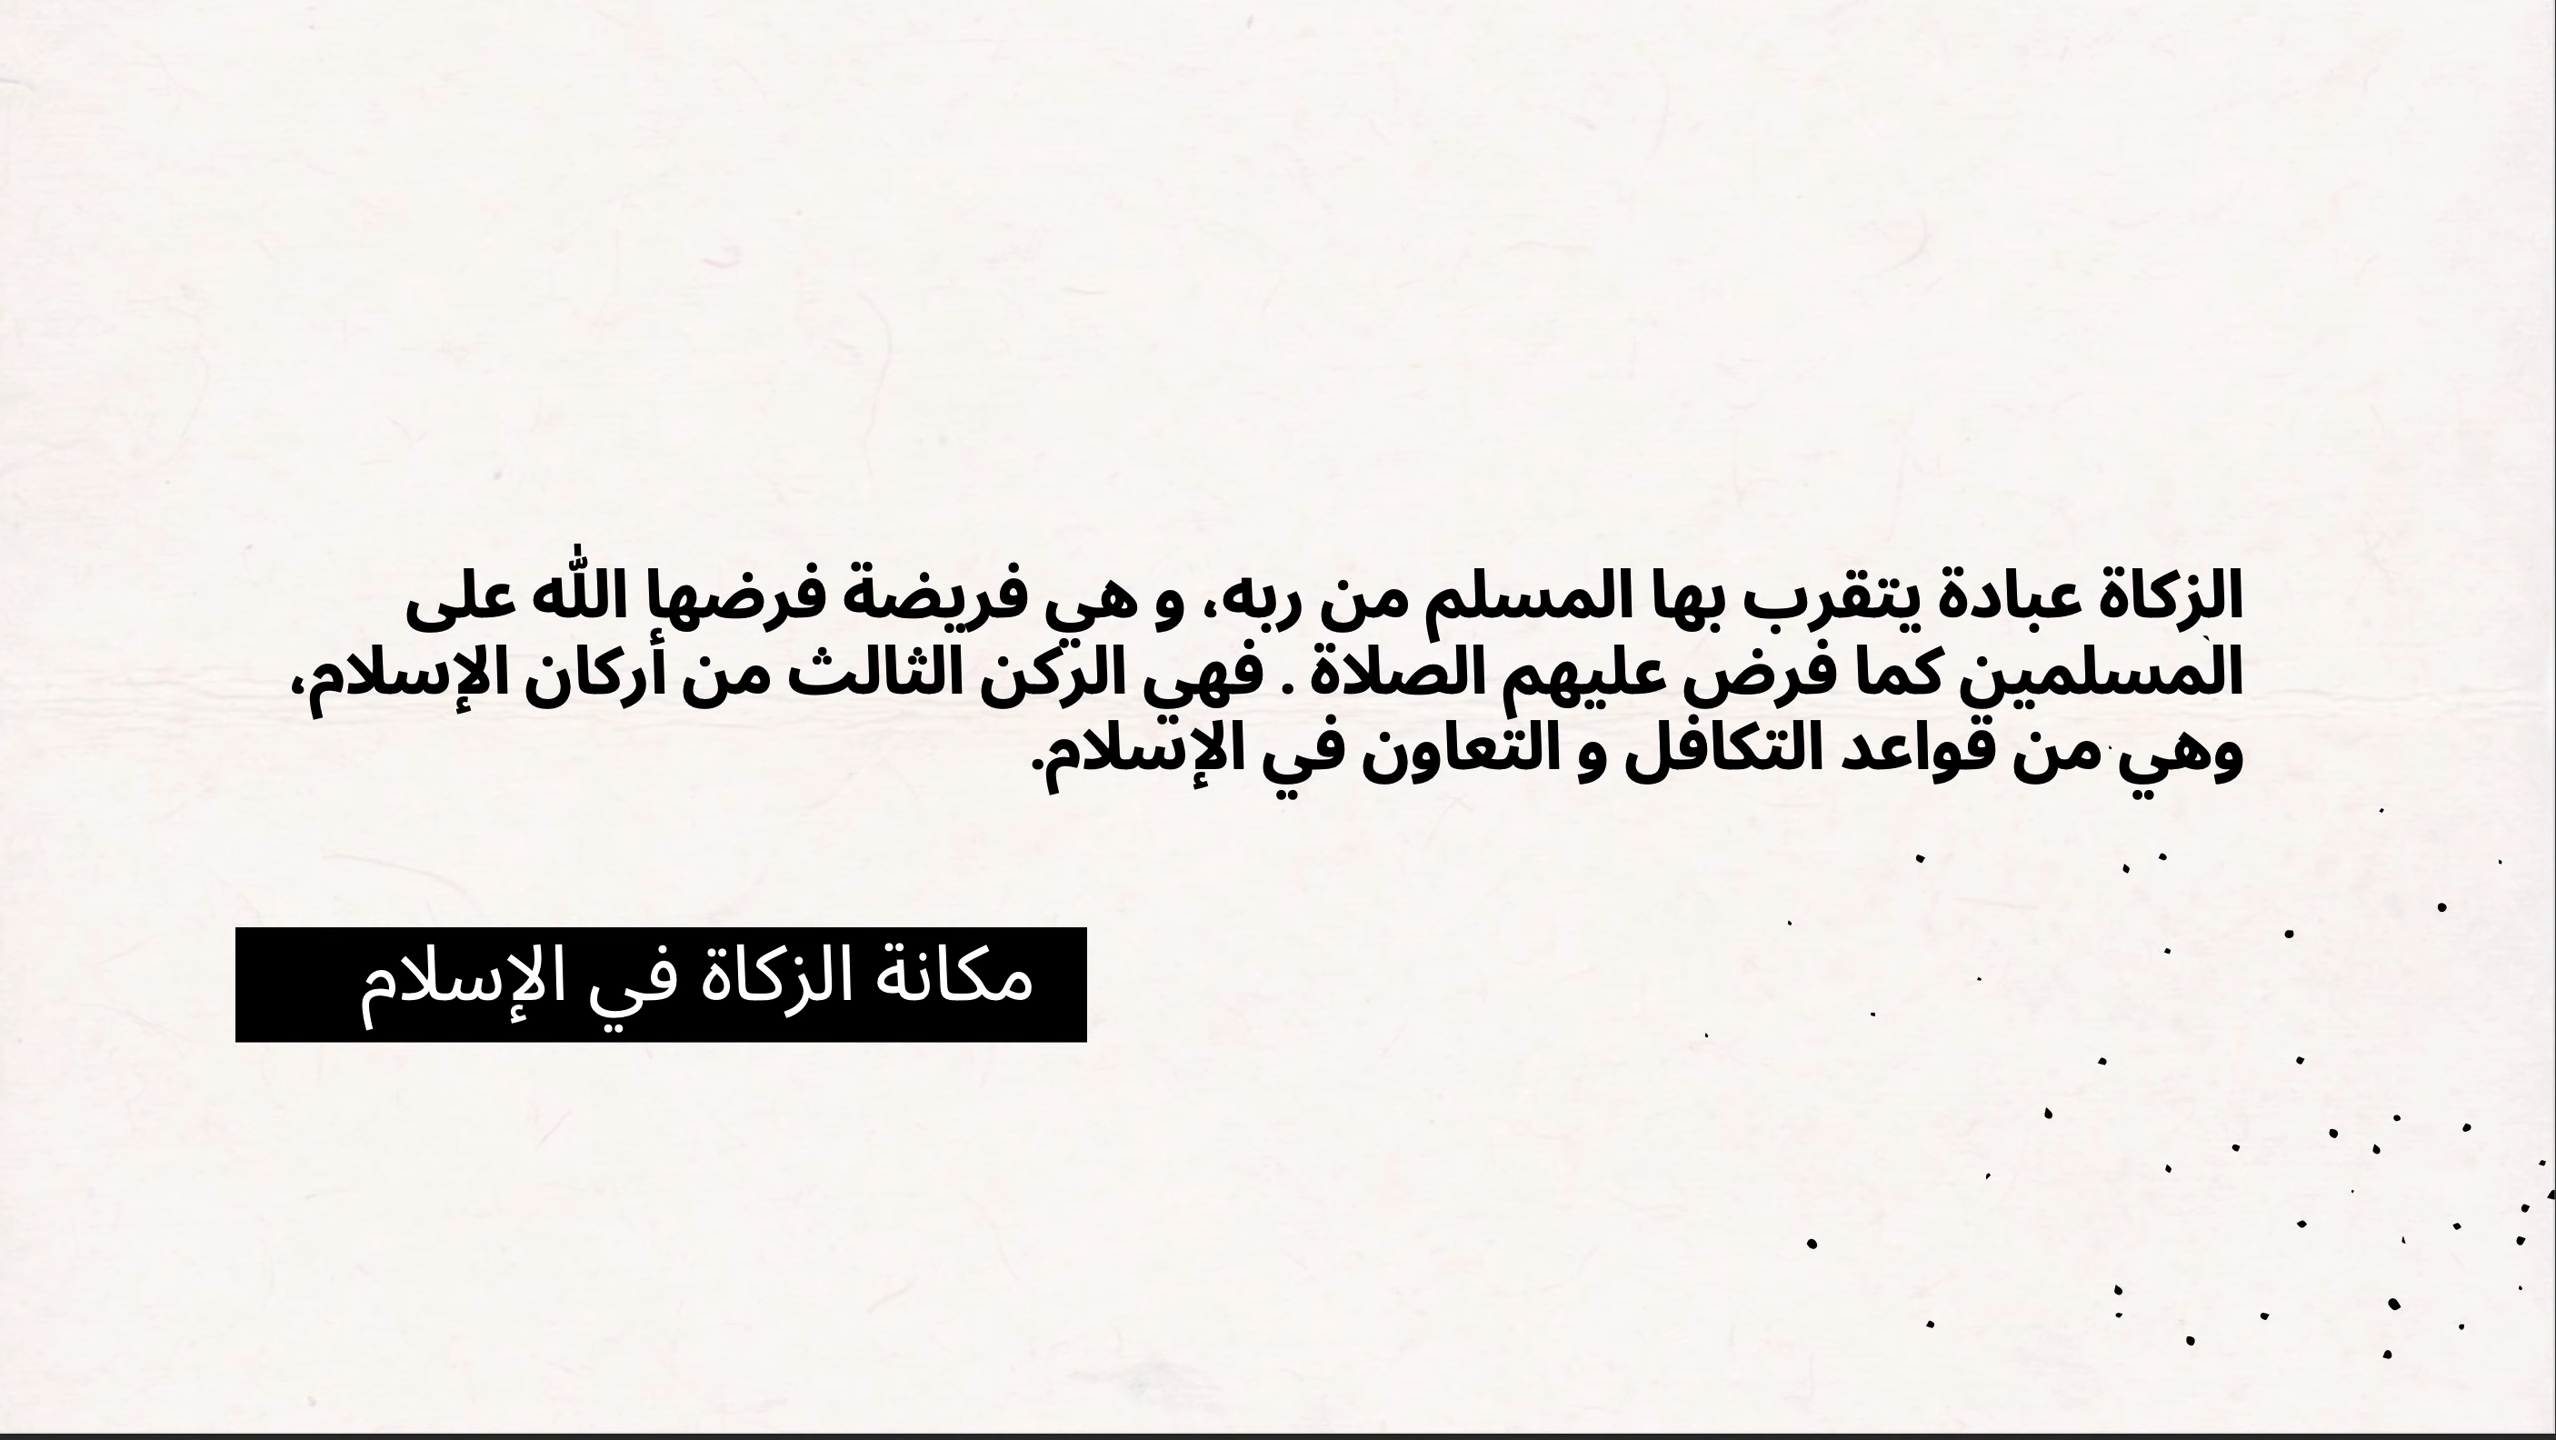 الزكاة عبادة يتقرب بها المسلم من ربه، و هي فريضة فرضها الله على
المسلمين كما فرض عليهم الصلاة . فهي الركن الثالث من أركان الإسلام،
وهي من قواعد التكافل و التعاون في الإسلام.
مكانة الزكاة في الإسلام